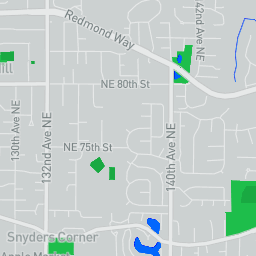 Redmond Way
42nd Ave NE
NE 80th St
130th Ave NE
132nd Ave NE
NE 75th St
140th Ave NE
Snyders Corner